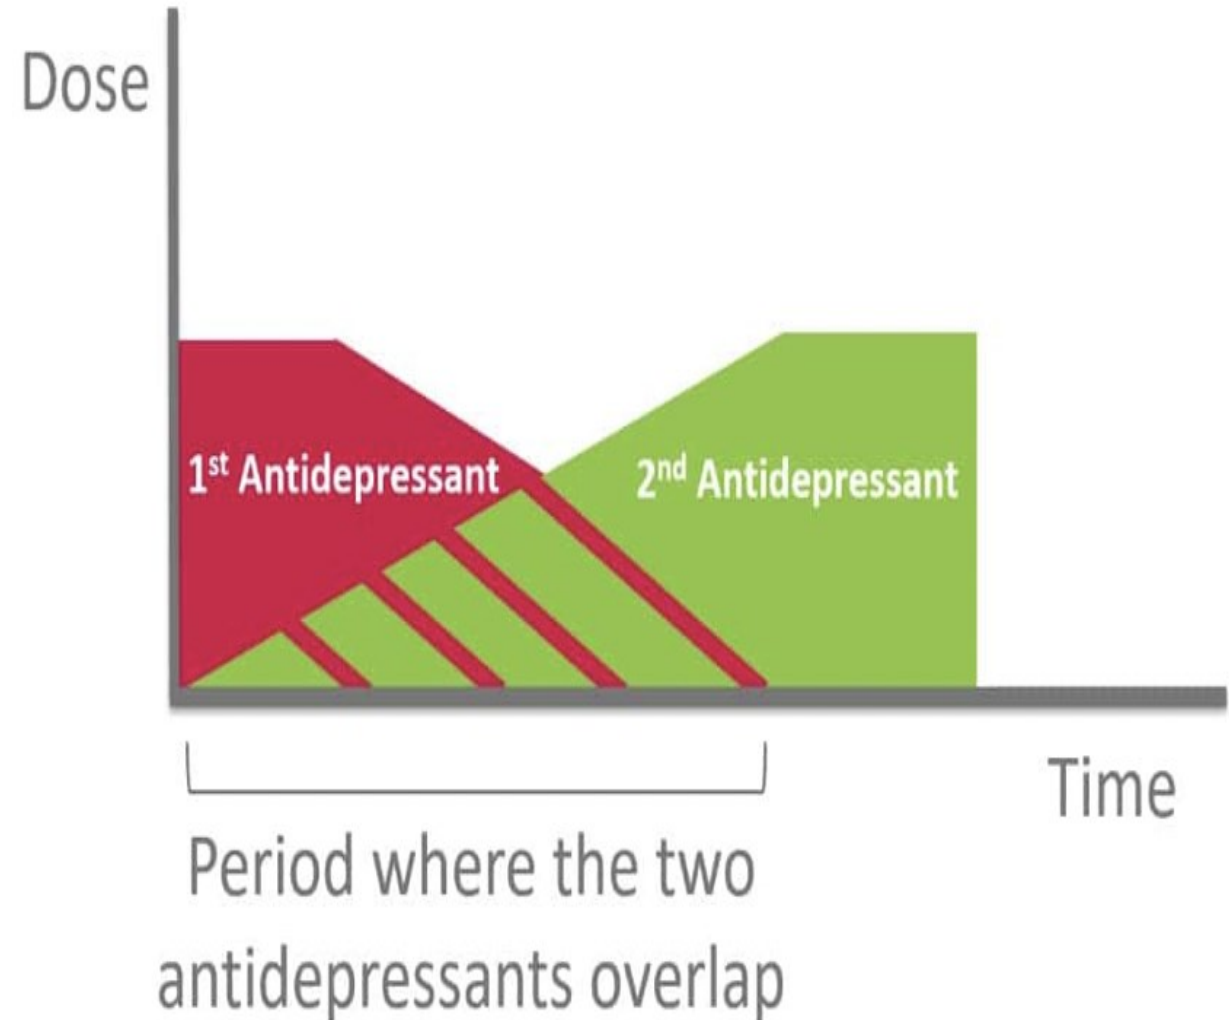 Dose
1st Antidepressant
2nd Antidepressant
Time
Period where the two
antidepressants overlap